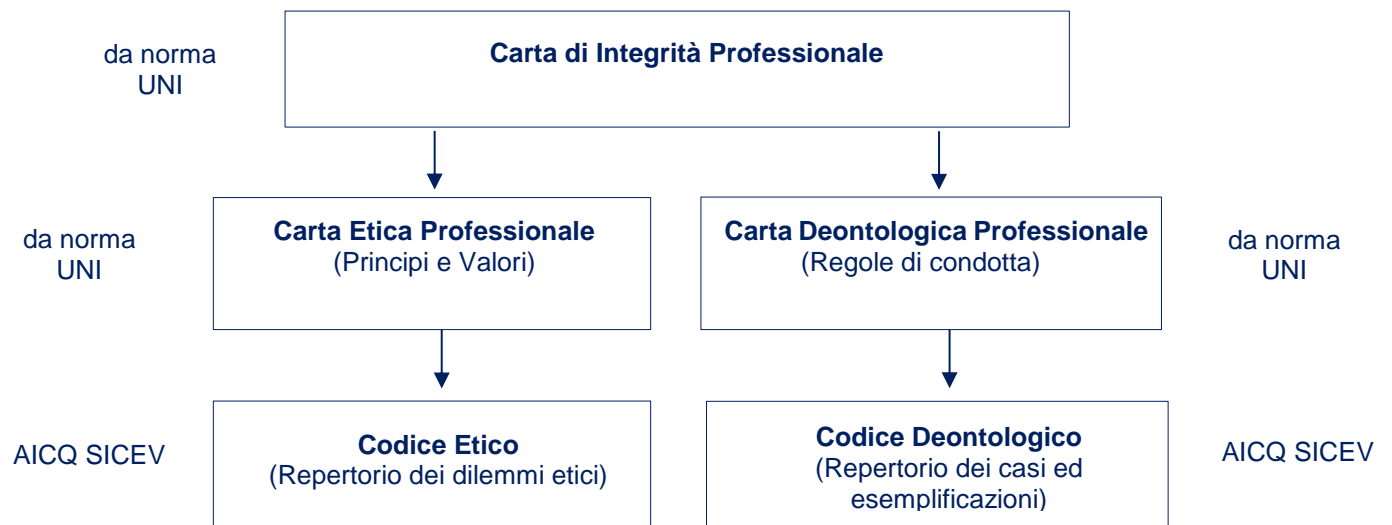 da norma
UNI
Carta di Integrità Professionale
da norma
UNI
Carta Etica Professionale
(Principi e Valori)
Carta Deontologica Professionale
(Regole di condotta)
da norma
UNI
AICQ SICEV
Codice Etico
(Repertorio dei dilemmi etici)
Codice Deontologico
(Repertorio dei casi ed
esemplificazioni)
AICQ SICEV